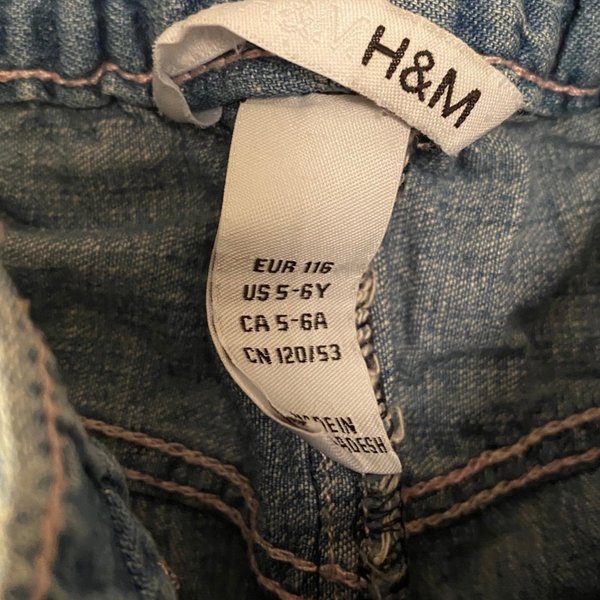 H&M
EUR 116
US 5-6Y
CA 5-6A
CN 120/53